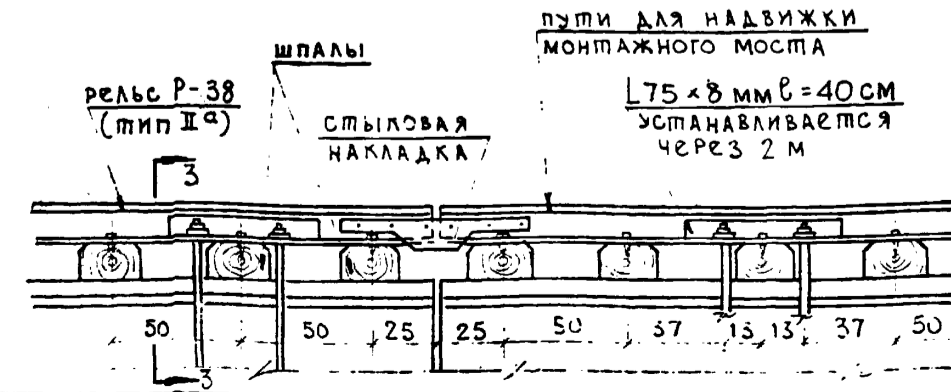 пути для надвижки
монтажного моста
шпалы
рельс Р-38
(тип IIа)
L75 × 8 мм ℓ = 40 см
устанавливается
через 2 м
стыковая
накладка
3
50 50 25 25 50 37 13 13 37 50
3